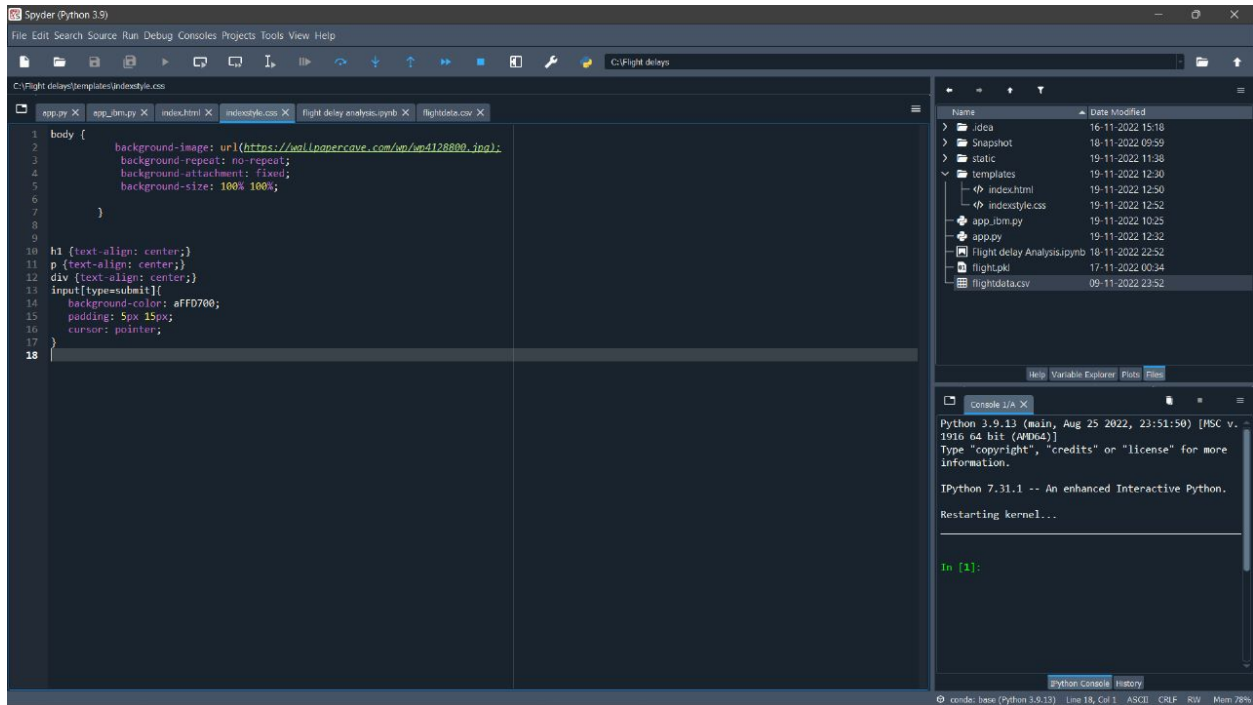 Spyder (Python 3.9)
File Edit Search Source Run Debug Consoles Projects Tools View Help
C:\Flight delays
C:\Flight delays\templates\indexstyle.css
app.py X app_ibm.py X index.html X indexstyle.css X flight delay analysis.ipynb X flightdata.csv X
1 body {
2 background-image: url(https://wallpapercave.com/wp/wp4128800.jpg);
3 background-repeat: no-repeat;
4 background-attachment: fixed;
5 background-size: 100% 100%;
6
7 }
8
9
10 h1 {text-align: center;}
11 p {text-align: center;}
12 div {text-align: center;}
13 input[type=submit]{
14 background-color: aFFD700;
15 padding: 5px 15px;
16 cursor: pointer;
17 }
18
Name Date Modified
.idea 16-11-2022 15:18
Snapshot 18-11-2022 09:59
static 19-11-2022 11:38
templates 19-11-2022 12:30
index.html 19-11-2022 12:50
indexstyle.css 19-11-2022 12:52
app_ibm.py 19-11-2022 10:25
app.py 19-11-2022 12:32
Flight delay Analysis.ipynb 18-11-2022 22:52
flight.pkl 17-11-2022 00:34
flightdata.csv 09-11-2022 23:52
Help Variable Explorer Plots Files
Console 1/A X
Python 3.9.13 (main, Aug 25 2022, 23:51:50) [MSC v.
1916 64 bit (AMD64)]
Type "copyright", "credits" or "license" for more
information.
IPython 7.31.1 -- An enhanced Interactive Python.
Restarting kernel...
In [1]:
IPython Console History
conda: base (Python 3.9.13) Line 18, Col 1 ASCII CRLF RW Mem 78%